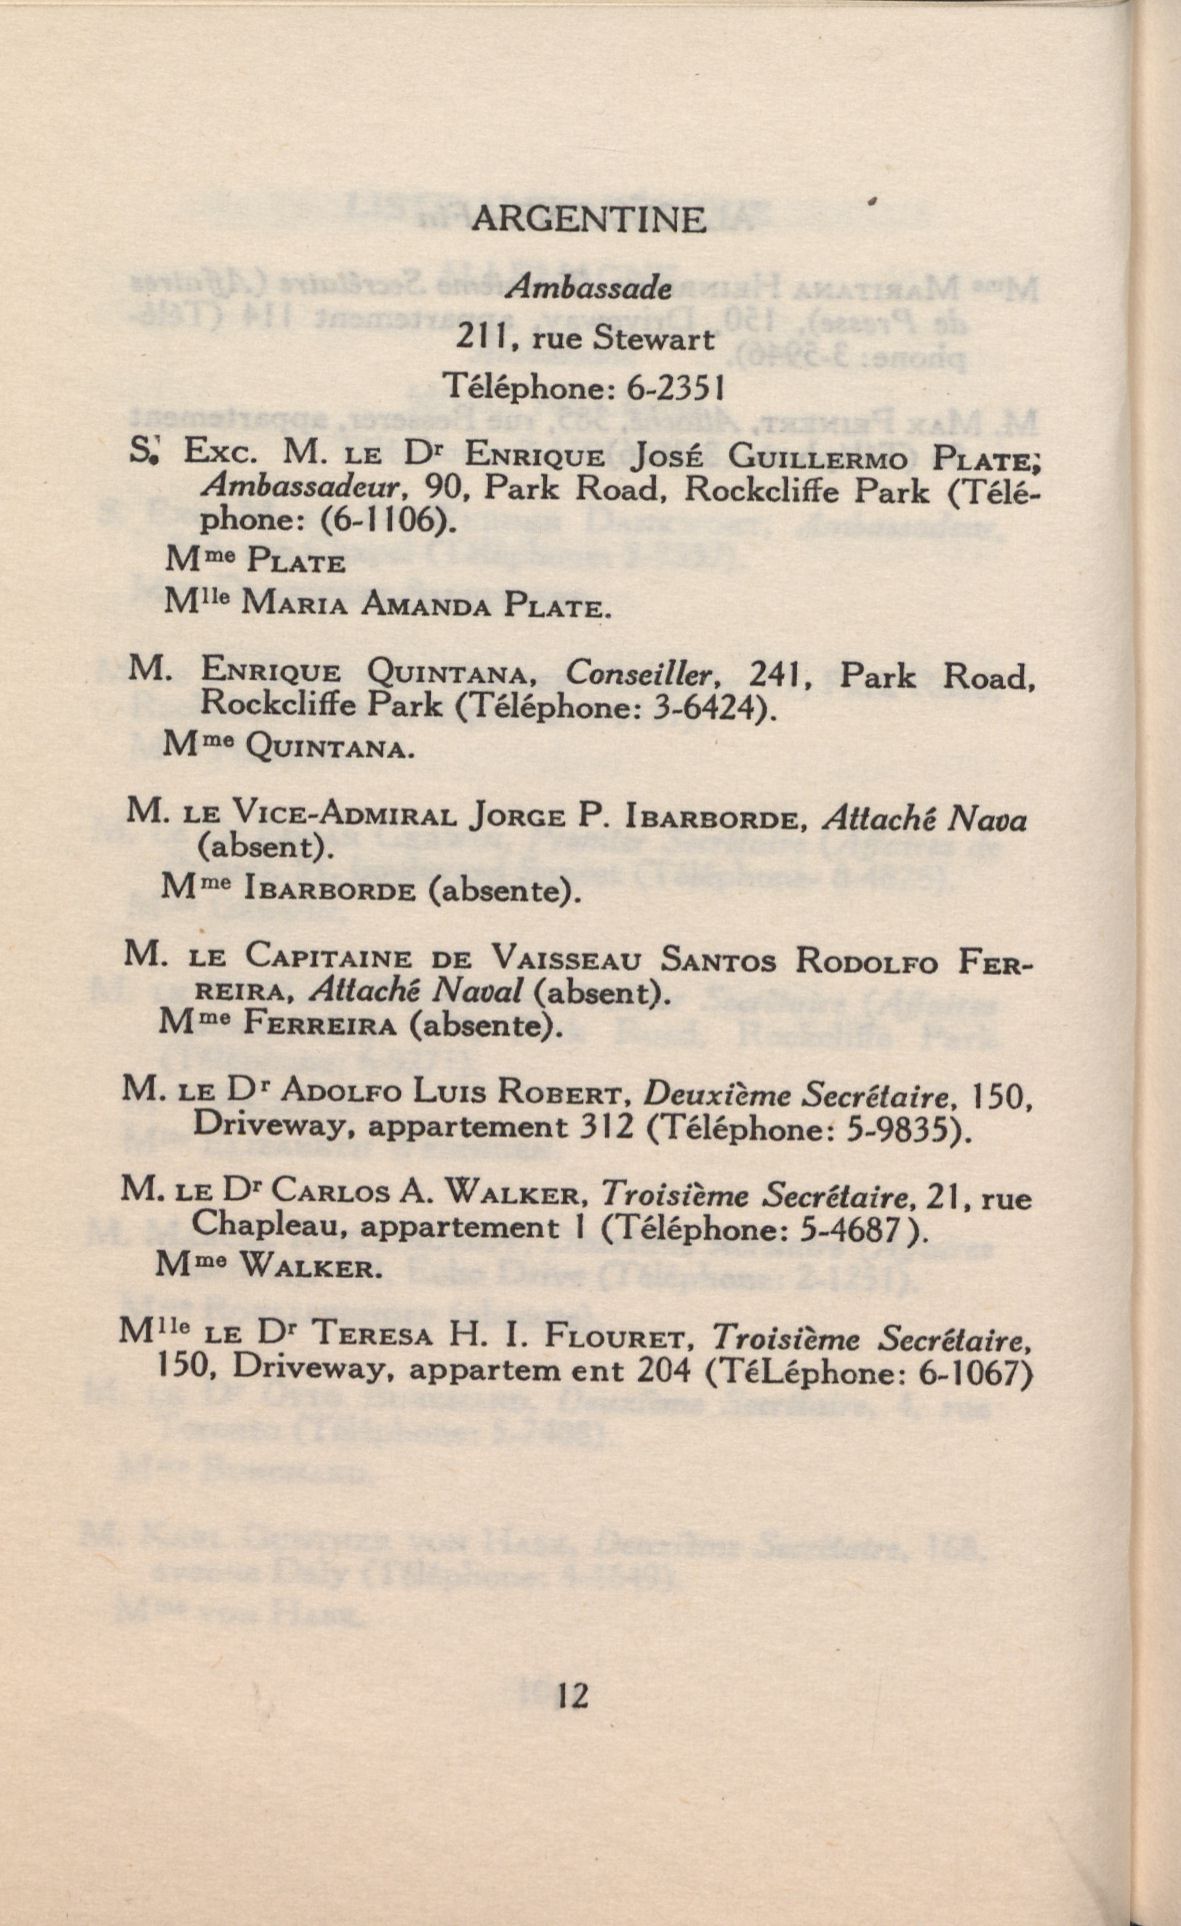 ARGENTINE
Ambassade
211, rue Stewart
Téléphone: 6-2351
S. Exc. M. LE Dr ENRIQUE JOSÉ GUILLERMO PLATE;
Ambassadeur, 90, Park Road, Rockcliffe Park (Télé-
phone: (6-1106).
Mme PLATE
Mlle MARIA AMANDA PLATE.
M. ENRIQUE QUINTANA, Conseiller, 241, Park Road,
Rockcliffe Park (Téléphone: 3-6424).
Mme QUINTANA.
M. LE VICE-ADMIRAL JORGE P. IBARBORDE, Attaché Nava
(absent).
Mme IBARBORDE (absente).
M. LE CAPITAINE DE VAISSEAU SANTOS RODOLFO FER-
REIRA, Attaché Naval (absent).
Mme FERREIRA (absente).
M. LE Dr ADOLFO LUIS ROBERT, Deuxième Secrétaire, 150,
Driveway, appartement 312 (Téléphone: 5-9835).
M. LE Dr CARLOS A. WALKER, Troisième Secrétaire, 21, rue
Chapleau, appartement 1 (Téléphone: 5-4687).
Mme WALKER.
Mlle LE Dr TERESA H. I. FLOURET, Troisième Secrétaire,
150, Driveway, appartem ent 204 (TéLéphone: 6-1067)
12